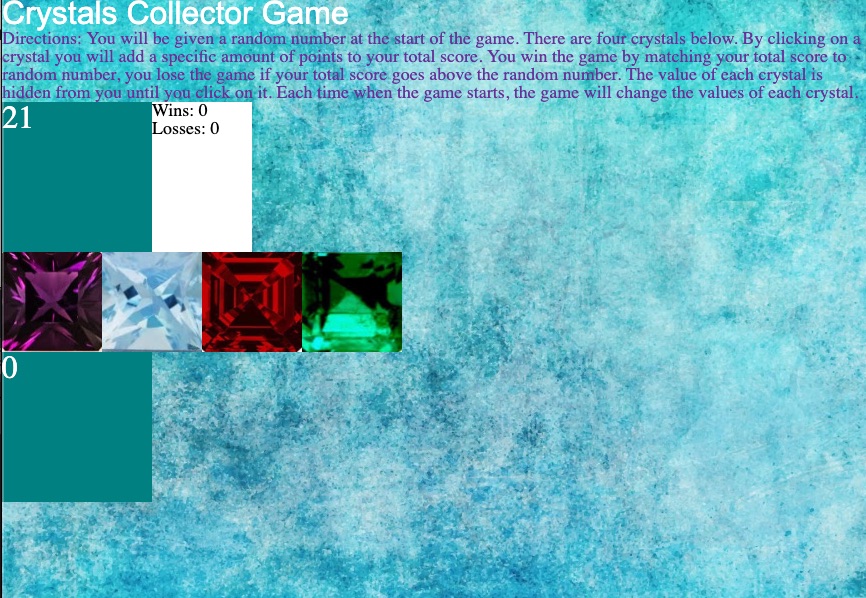 Crystals Collector Game
Directions: You will be given a random number at the start of the game. There are four crystals below. By clicking on a
crystal you will add a specific amount of points to your total score. You win the game by matching your total score to
random number, you lose the game if your total score goes above the random number. The value of each crystal is
hidden from you until you click on it. Each time when the game starts, the game will change the values of each crystal.
21
Wins: 0
Losses: 0
0